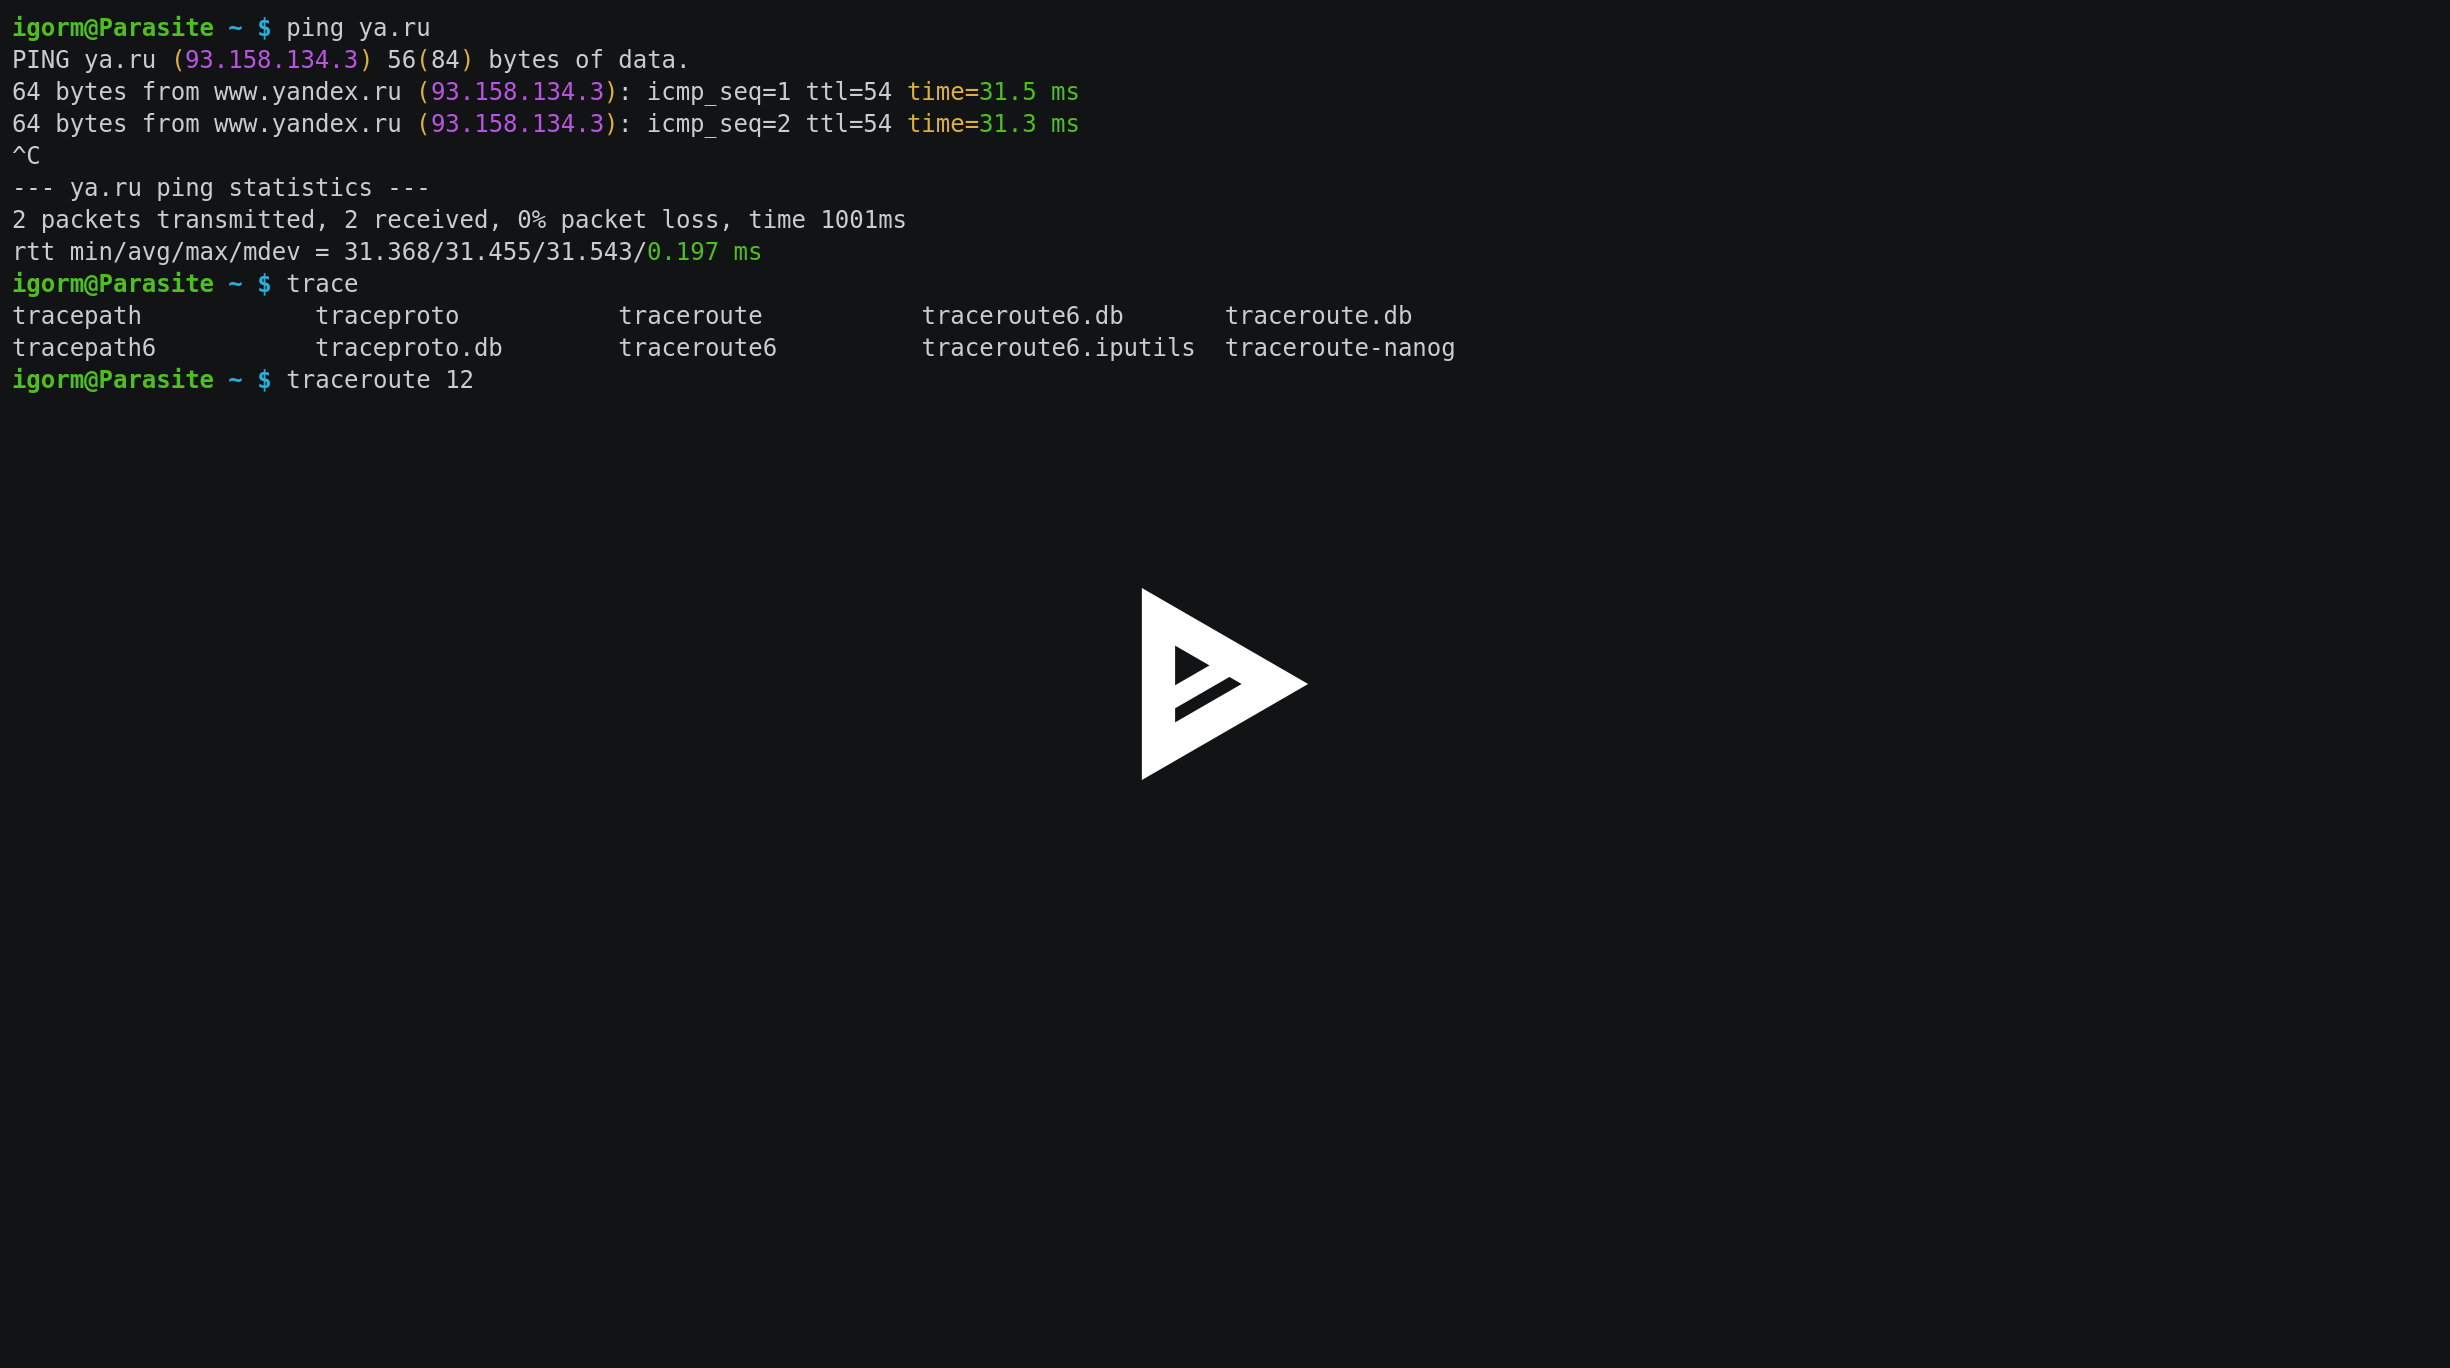 igorm@Parasite ~ $ ping ya.ru
PING ya.ru (93.158.134.3) 56(84) bytes of data.
64 bytes from www.yandex.ru (93.158.134.3): icmp_seq=1 ttl=54 time=31.5 ms
64 bytes from www.yandex.ru (93.158.134.3): icmp_seq=2 ttl=54 time=31.3 ms
^C
--- ya.ru ping statistics ---
2 packets transmitted, 2 received, 0% packet loss, time 1001ms
rtt min/avg/max/mdev = 31.368/31.455/31.543/0.197 ms
igorm@Parasite ~ $ trace
tracepath            traceproto           traceroute           traceroute6.db       traceroute.db
tracepath6           traceproto.db        traceroute6          traceroute6.iputils  traceroute-nanog
igorm@Parasite ~ $ traceroute 12